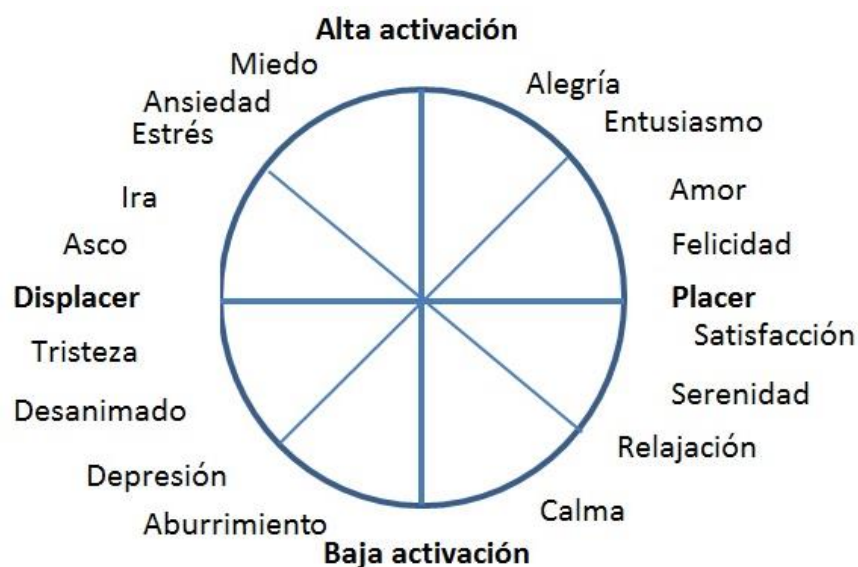 Alta activación
Miedo
Alegría
Ansiedad
Entusiasmo
Estrés
Ira
Amor
Asco
Felicidad
Displacer
Placer
Satisfacción
Tristeza
Serenidad
Desanimado
Relajación
Depresión
Calma
Aburrimiento
Baja activación